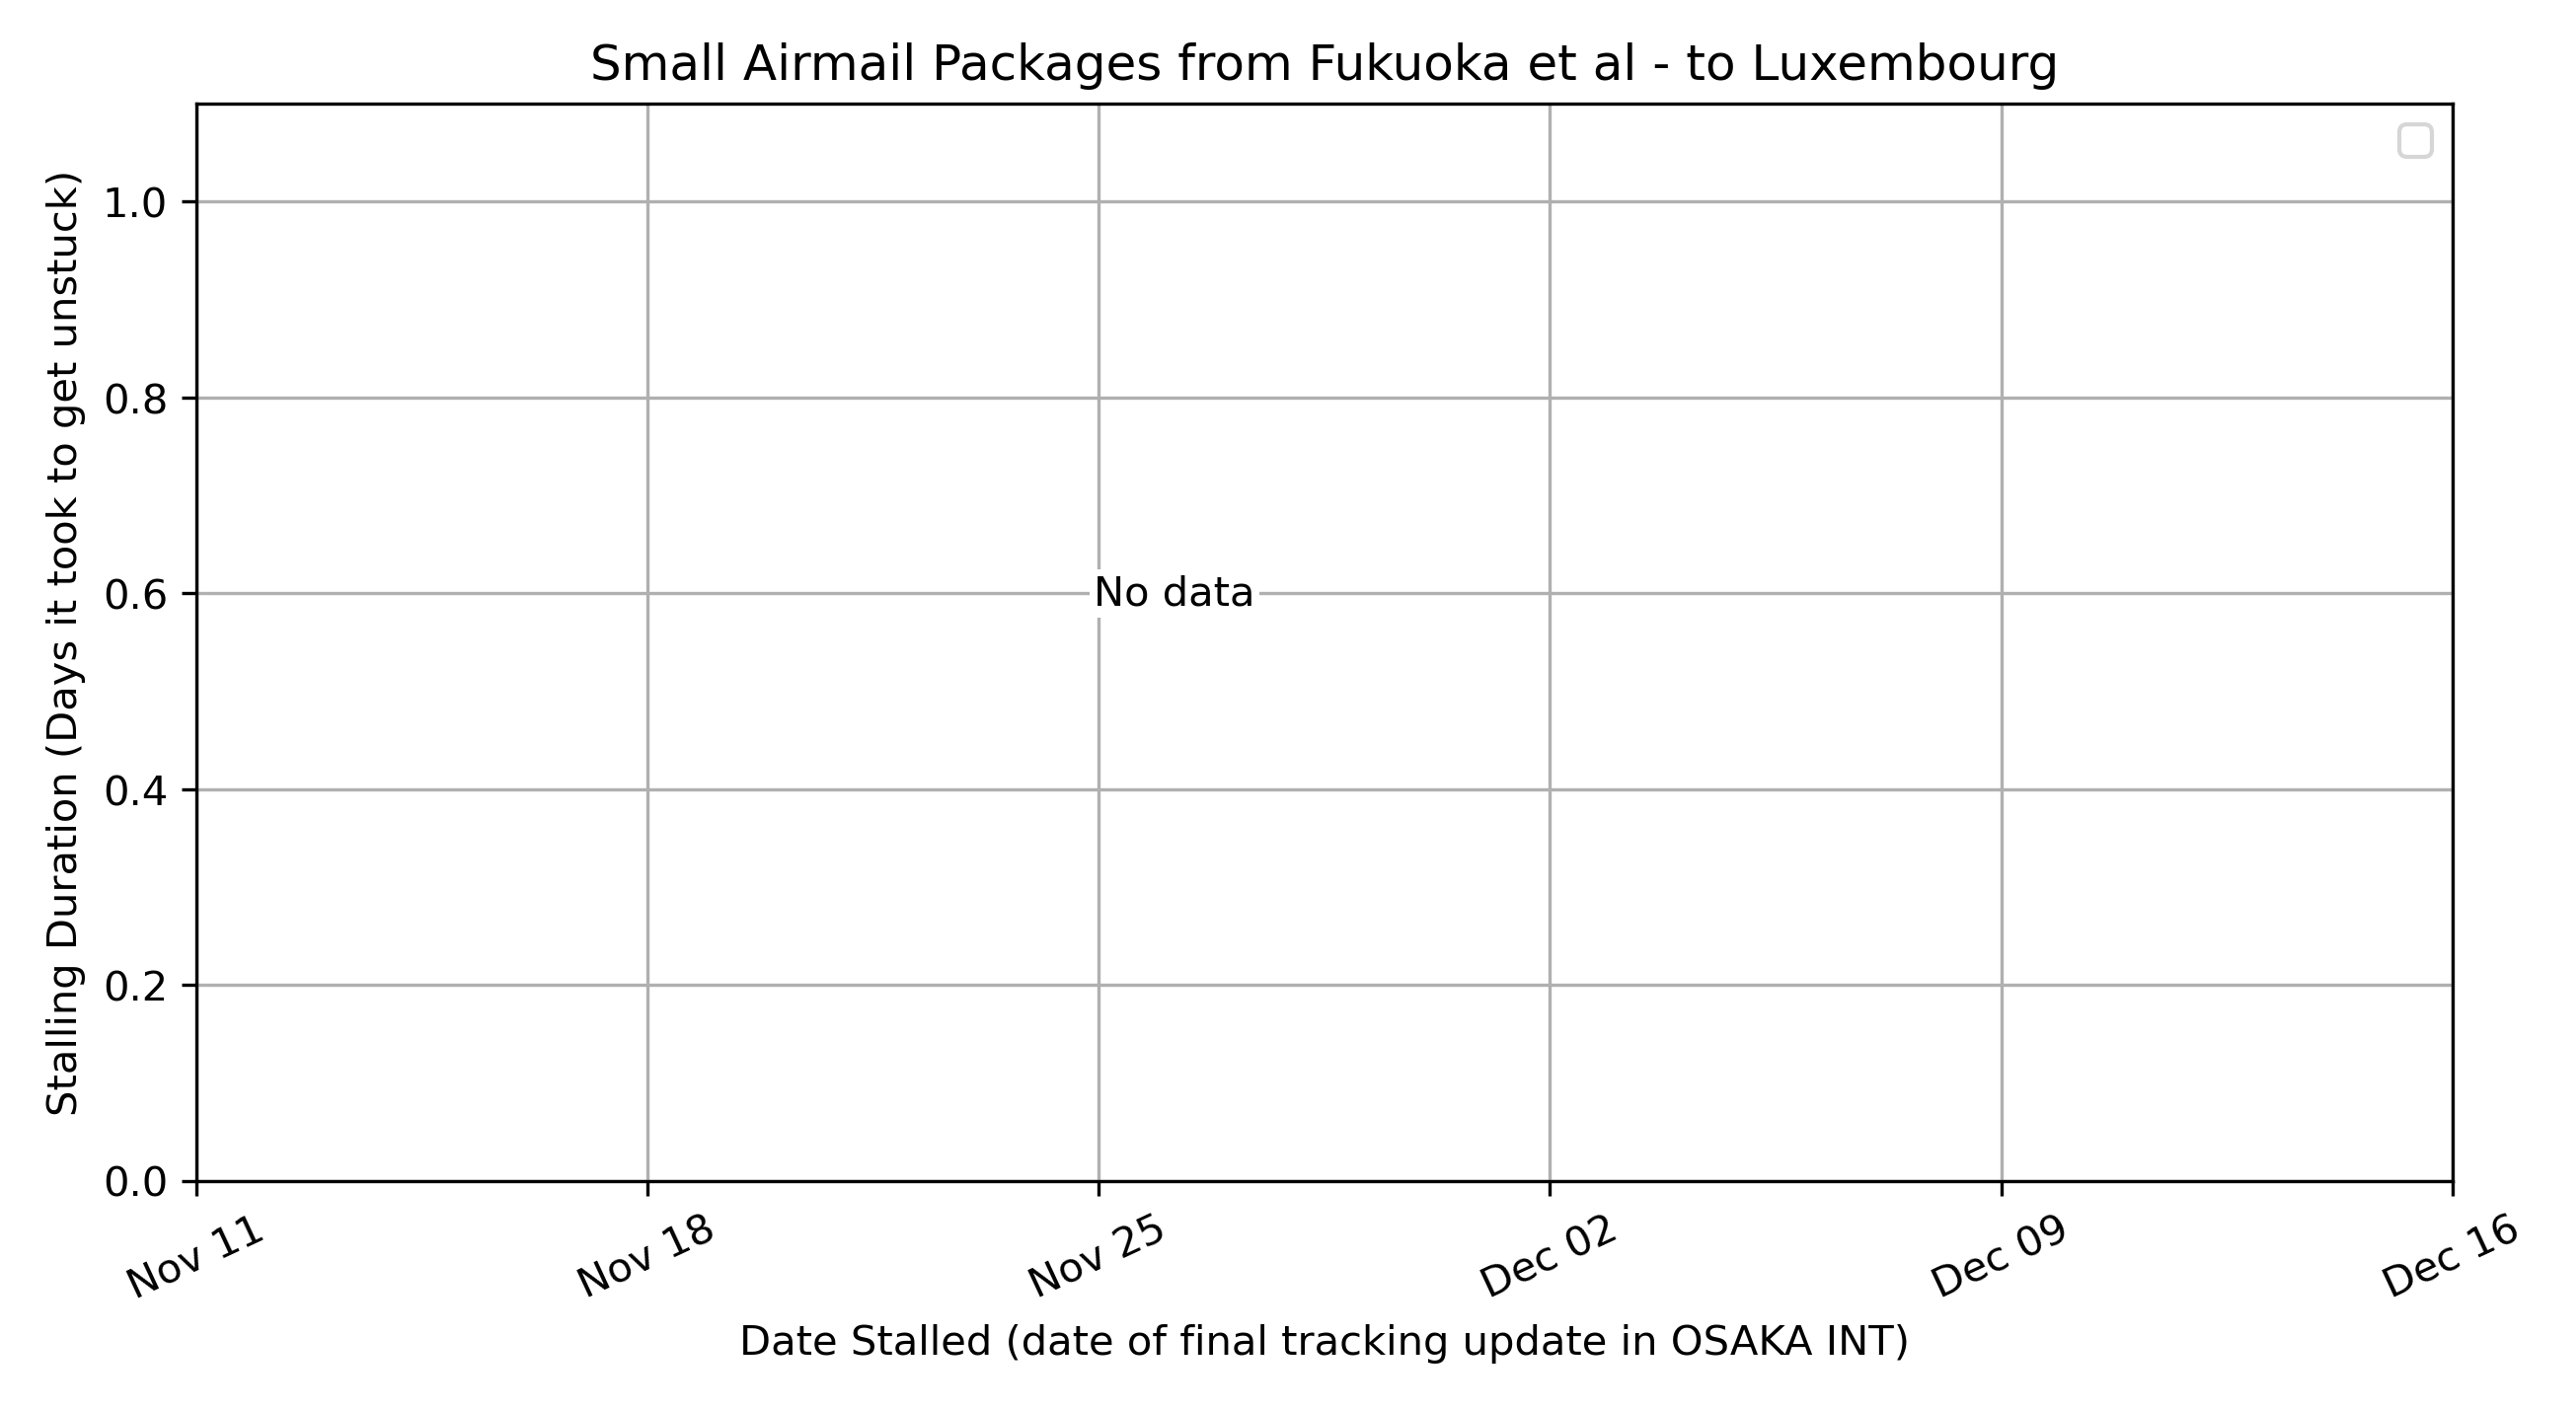 Small Airmail Packages from Fukuoka et al - to Luxembourg
Stalling Duration (Days it took to get unstuck)
1.0
0.8
0.6
0.4
0.2
0.0
No data
Nov 11
Nov 18
Nov 25
Dec 02
Dec 09
Dec 16
Date Stalled (date of final tracking update in OSAKA INT)